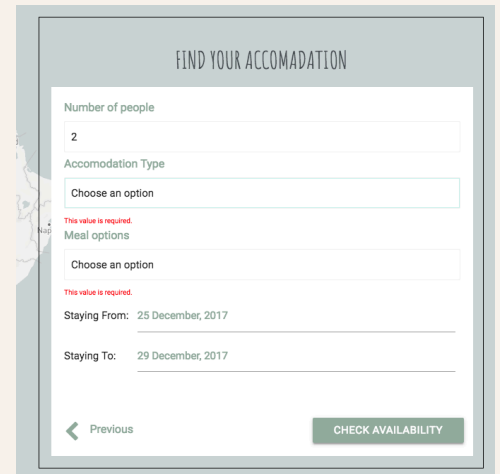 FIND YOUR ACCOMADATION
Number of people
2
Accomodation Type
Choose an option
This value is required.
Nap
Meal options
Choose an option
This value is required.
Staying From: 25 December, 2017
Staying To: 29 December, 2017
Previous
CHECK AVAILABILITY